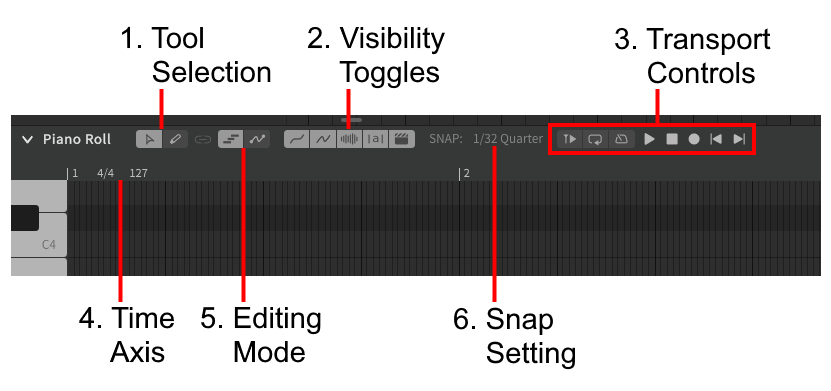 1. Tool
Selection
2. Visibility
Toggles
3. Transport
Controls
Piano Roll
|a|
SNAP: 1/32 Quarter
1 4/4 127
2
C4
4. Time
Axis
5. Editing
Mode
6. Snap
Setting